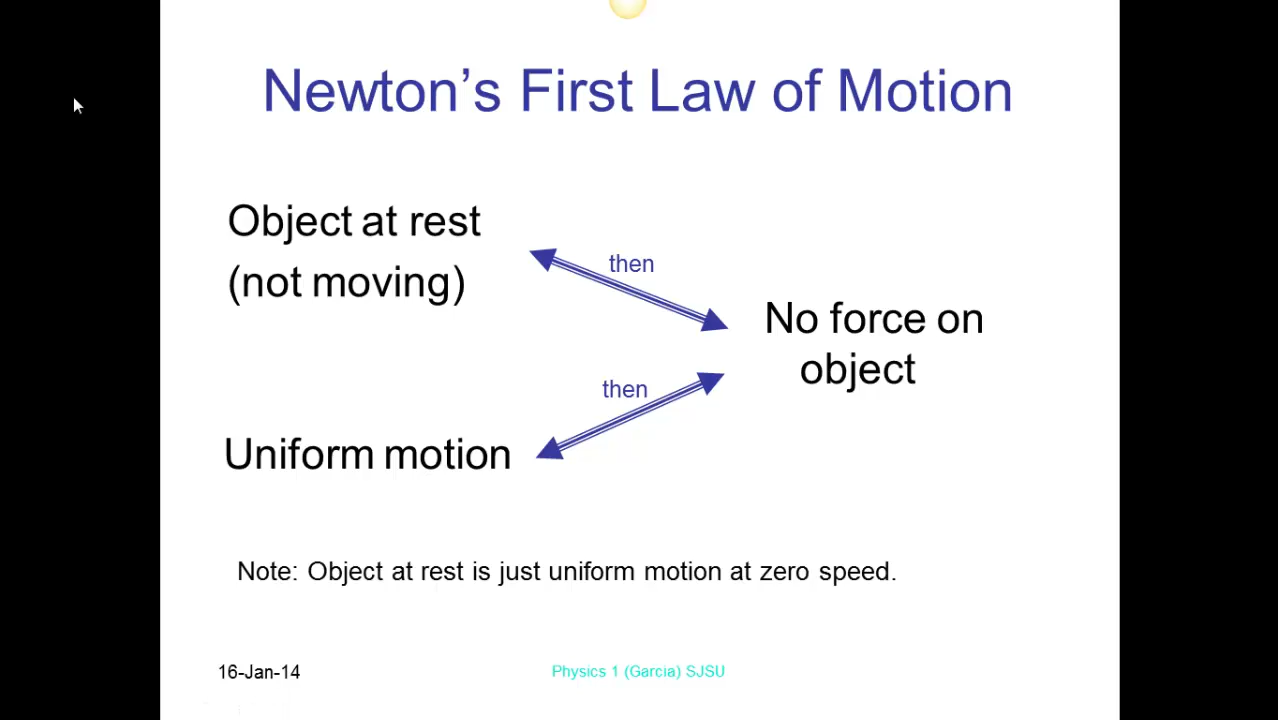 Newton's First Law of Motion
Object at rest
(not moving)
then
No force on
object
then
Uniform motion
Note: Object at rest is just uniform motion at zero speed.
16-Jan-14
Physics 1 (Garcia) SJSU